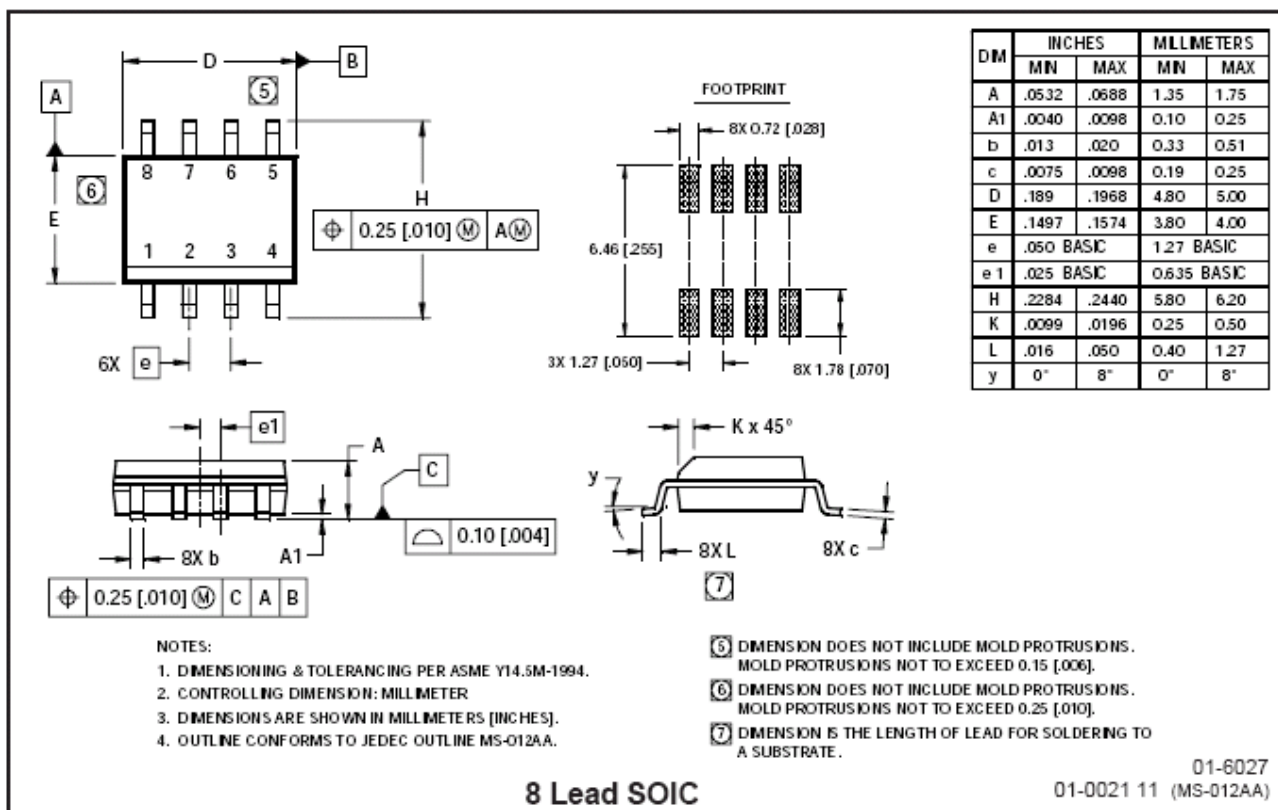 D
B
A
5
8 7 6 5
6
E
H
⌖ 0.25 [.010] Ⓜ AⓂ
1 2 3 4
6X e
FOOTPRINT
8X 0.72 [.028]
6.46 [.255]
3X 1.27 [.050]
8X 1.78 [.070]
DIM INCHES MILLIMETERS
MIN MAX MIN MAX
A .0532 .0688 1.35 1.75
A1 .0040 .0098 0.10 0.25
b .013 .020 0.33 0.51
c .0075 .0098 0.19 0.25
D .189 .1968 4.80 5.00
E .1497 .1574 3.80 4.00
e .050 BASIC 1.27 BASIC
e 1 .025 BASIC 0.635 BASIC
H .2284 .2440 5.80 6.20
K .0099 .0196 0.25 0.50
L .016 .050 0.40 1.27
y 0° 8° 0° 8°
e1
A
C
0.10 [.004]
8X b
A1
⌖ 0.25 [.010] Ⓜ C A B
K x 45°
y
8X L
8X c
7
NOTES:
1. DIMENSIONING & TOLERANCING PER ASME Y14.5M-1994.
2. CONTROLLING DIMENSION: MILLIMETER
3. DIMENSIONS ARE SHOWN IN MILLIMETERS [INCHES].
4. OUTLINE CONFORMS TO JEDEC OUTLINE MS-012AA.
5 DIMENSION DOES NOT INCLUDE MOLD PROTRUSIONS.
MOLD PROTRUSIONS NOT TO EXCEED 0.15 [.006].
6 DIMENSION DOES NOT INCLUDE MOLD PROTRUSIONS.
MOLD PROTRUSIONS NOT TO EXCEED 0.25 [.010].
7 DIMENSION IS THE LENGTH OF LEAD FOR SOLDERING TO
A SUBSTRATE.
8 Lead SOIC
01-6027
01-0021 11 (MS-012AA)